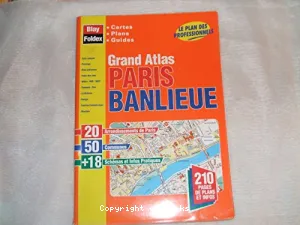 Blay
Foldex
• Cartes
• Plans
• Guides
LE PLAN DES
PROFESSIONNELS
Grand Atlas
PARIS
BANLIEUE
20 Arrondissements de Paris
50 Communes
+18 Schémas et Infos Pratiques
210
PAGES
DE PLANS
ET INFOS